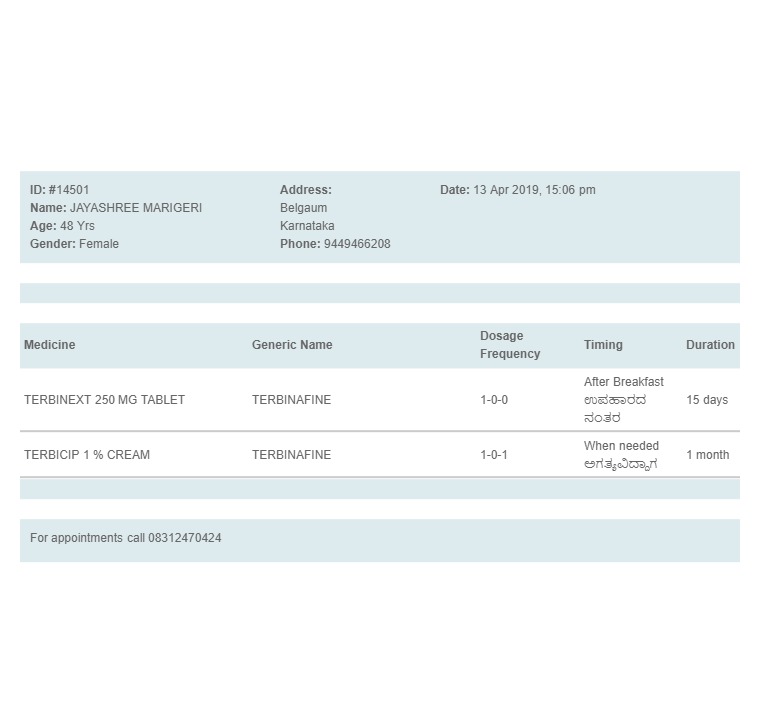 ID: #14501
Name: JAYASHREE MARIGERI
Age: 48 Yrs
Gender: Female
Address:
Belgaum
Karnataka
Phone: 9449466208
Date: 13 Apr 2019, 15:06 pm
Medicine Generic Name Dosage Frequency Timing Duration
TERBINEXT 250 MG TABLET TERBINAFINE 1-0-0 After Breakfast 15 days
ಉಪಹಾರದ
ನಂತರ
TERBICIP 1 % CREAM TERBINAFINE 1-0-1 When needed 1 month
ಅಗತ್ಯವಿದ್ದಾಗ
For appointments call 08312470424